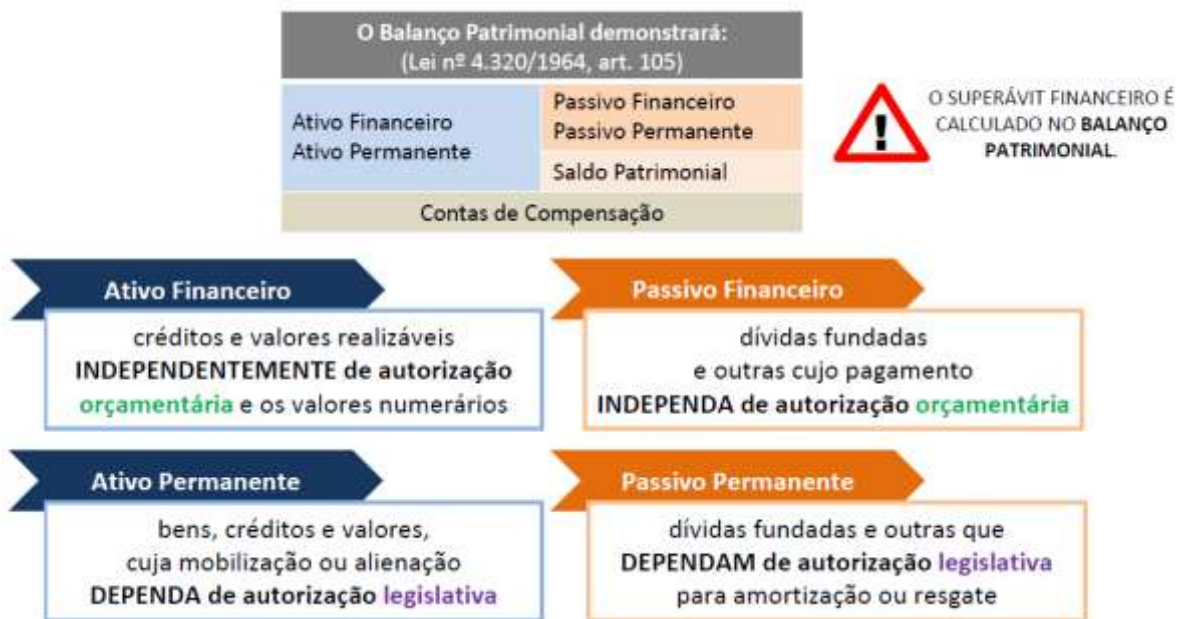 O Balanço Patrimonial demonstrará:
(Lei nº 4.320/1964, art. 105)
Ativo Financeiro
Ativo Permanente
Passivo Financeiro
Passivo Permanente
Saldo Patrimonial
Contas de Compensação
!
O SUPERÁVIT FINANCEIRO É
CALCULADO NO BALANÇO
PATRIMONIAL.
Ativo Financeiro
créditos e valores realizáveis
INDEPENDENTEMENTE de autorização
orçamentária e os valores numerários
Passivo Financeiro
dívidas fundadas
e outras cujo pagamento
INDEPENDA de autorização orçamentária
Ativo Permanente
bens, créditos e valores,
cuja mobilização ou alienação
DEPENDA de autorização legislativa
Passivo Permanente
dívidas fundadas e outras que
DEPENDAM de autorização legislativa
para amortização ou resgate